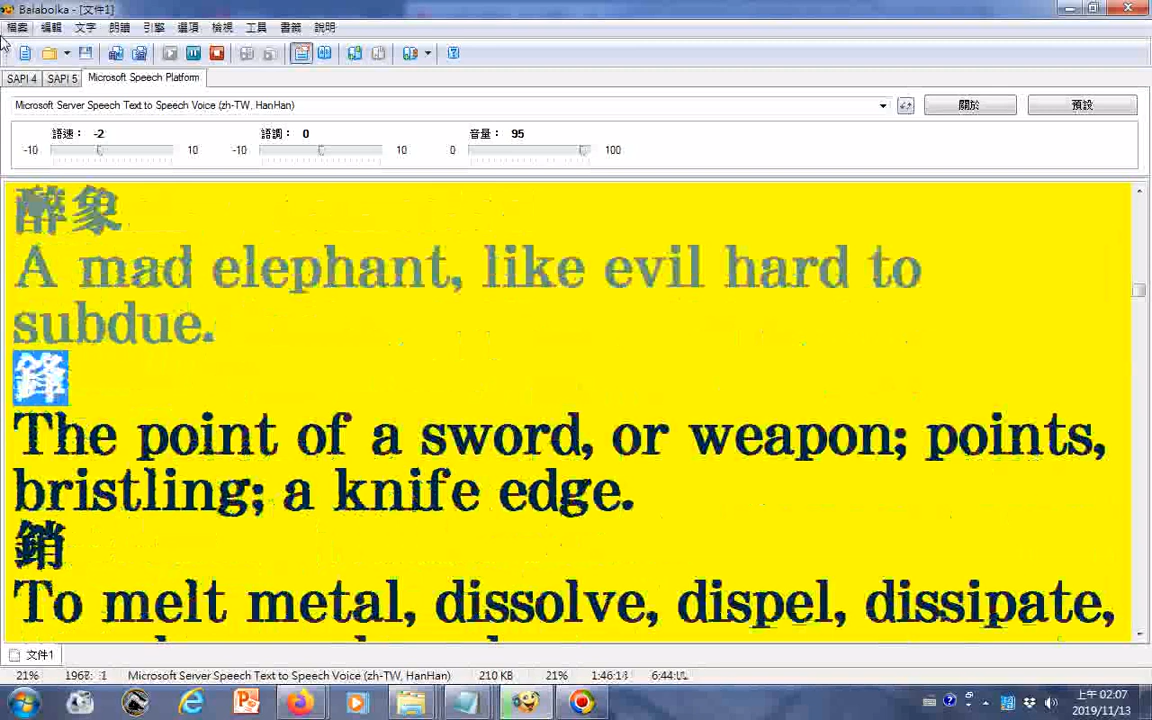 Balabolka - [文件1]
檔案 編輯 文字 朗讀 引擎 選項 檢視 工具 書籤 說明
SAPI 4 SAPI 5 Microsoft Speech Platform
Microsoft Server Speech Text to Speech Voice (zh-TW, HanHan) 關於 預設
語速： -2 語調： 0 音量： 95
-10 10 -10 10 0 100
醉象
A mad elephant, like evil hard to
subdue.
鋒
The point of a sword, or weapon; points,
bristling; a knife edge.
銷
To melt metal, dissolve, dispel, dissipate,
文件1
21% Microsoft Server Speech Text to Speech Voice (zh-TW, HanHan) 210 KB 21%
上午 02:07
2019/11/13